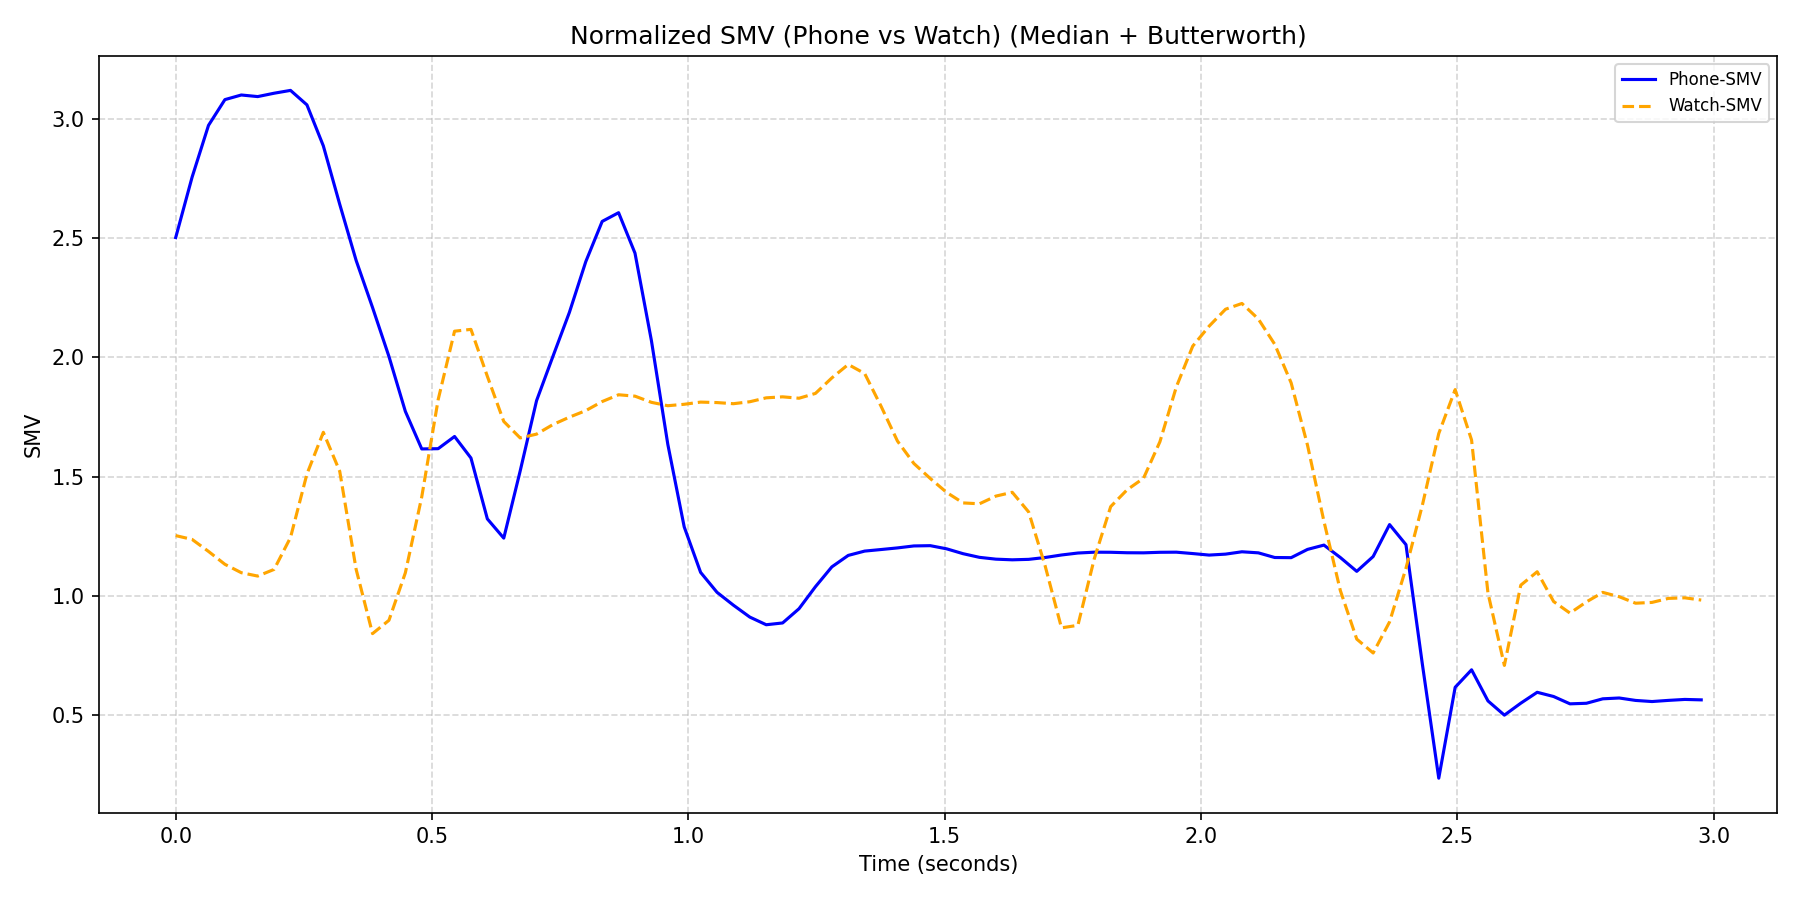 Normalized SMV (Phone vs Watch) (Median + Butterworth)
Phone-SMV
Watch-SMV
SMV
3.0
2.5
2.0
1.5
1.0
0.5
0.0 0.5 1.0 1.5 2.0 2.5 3.0
Time (seconds)